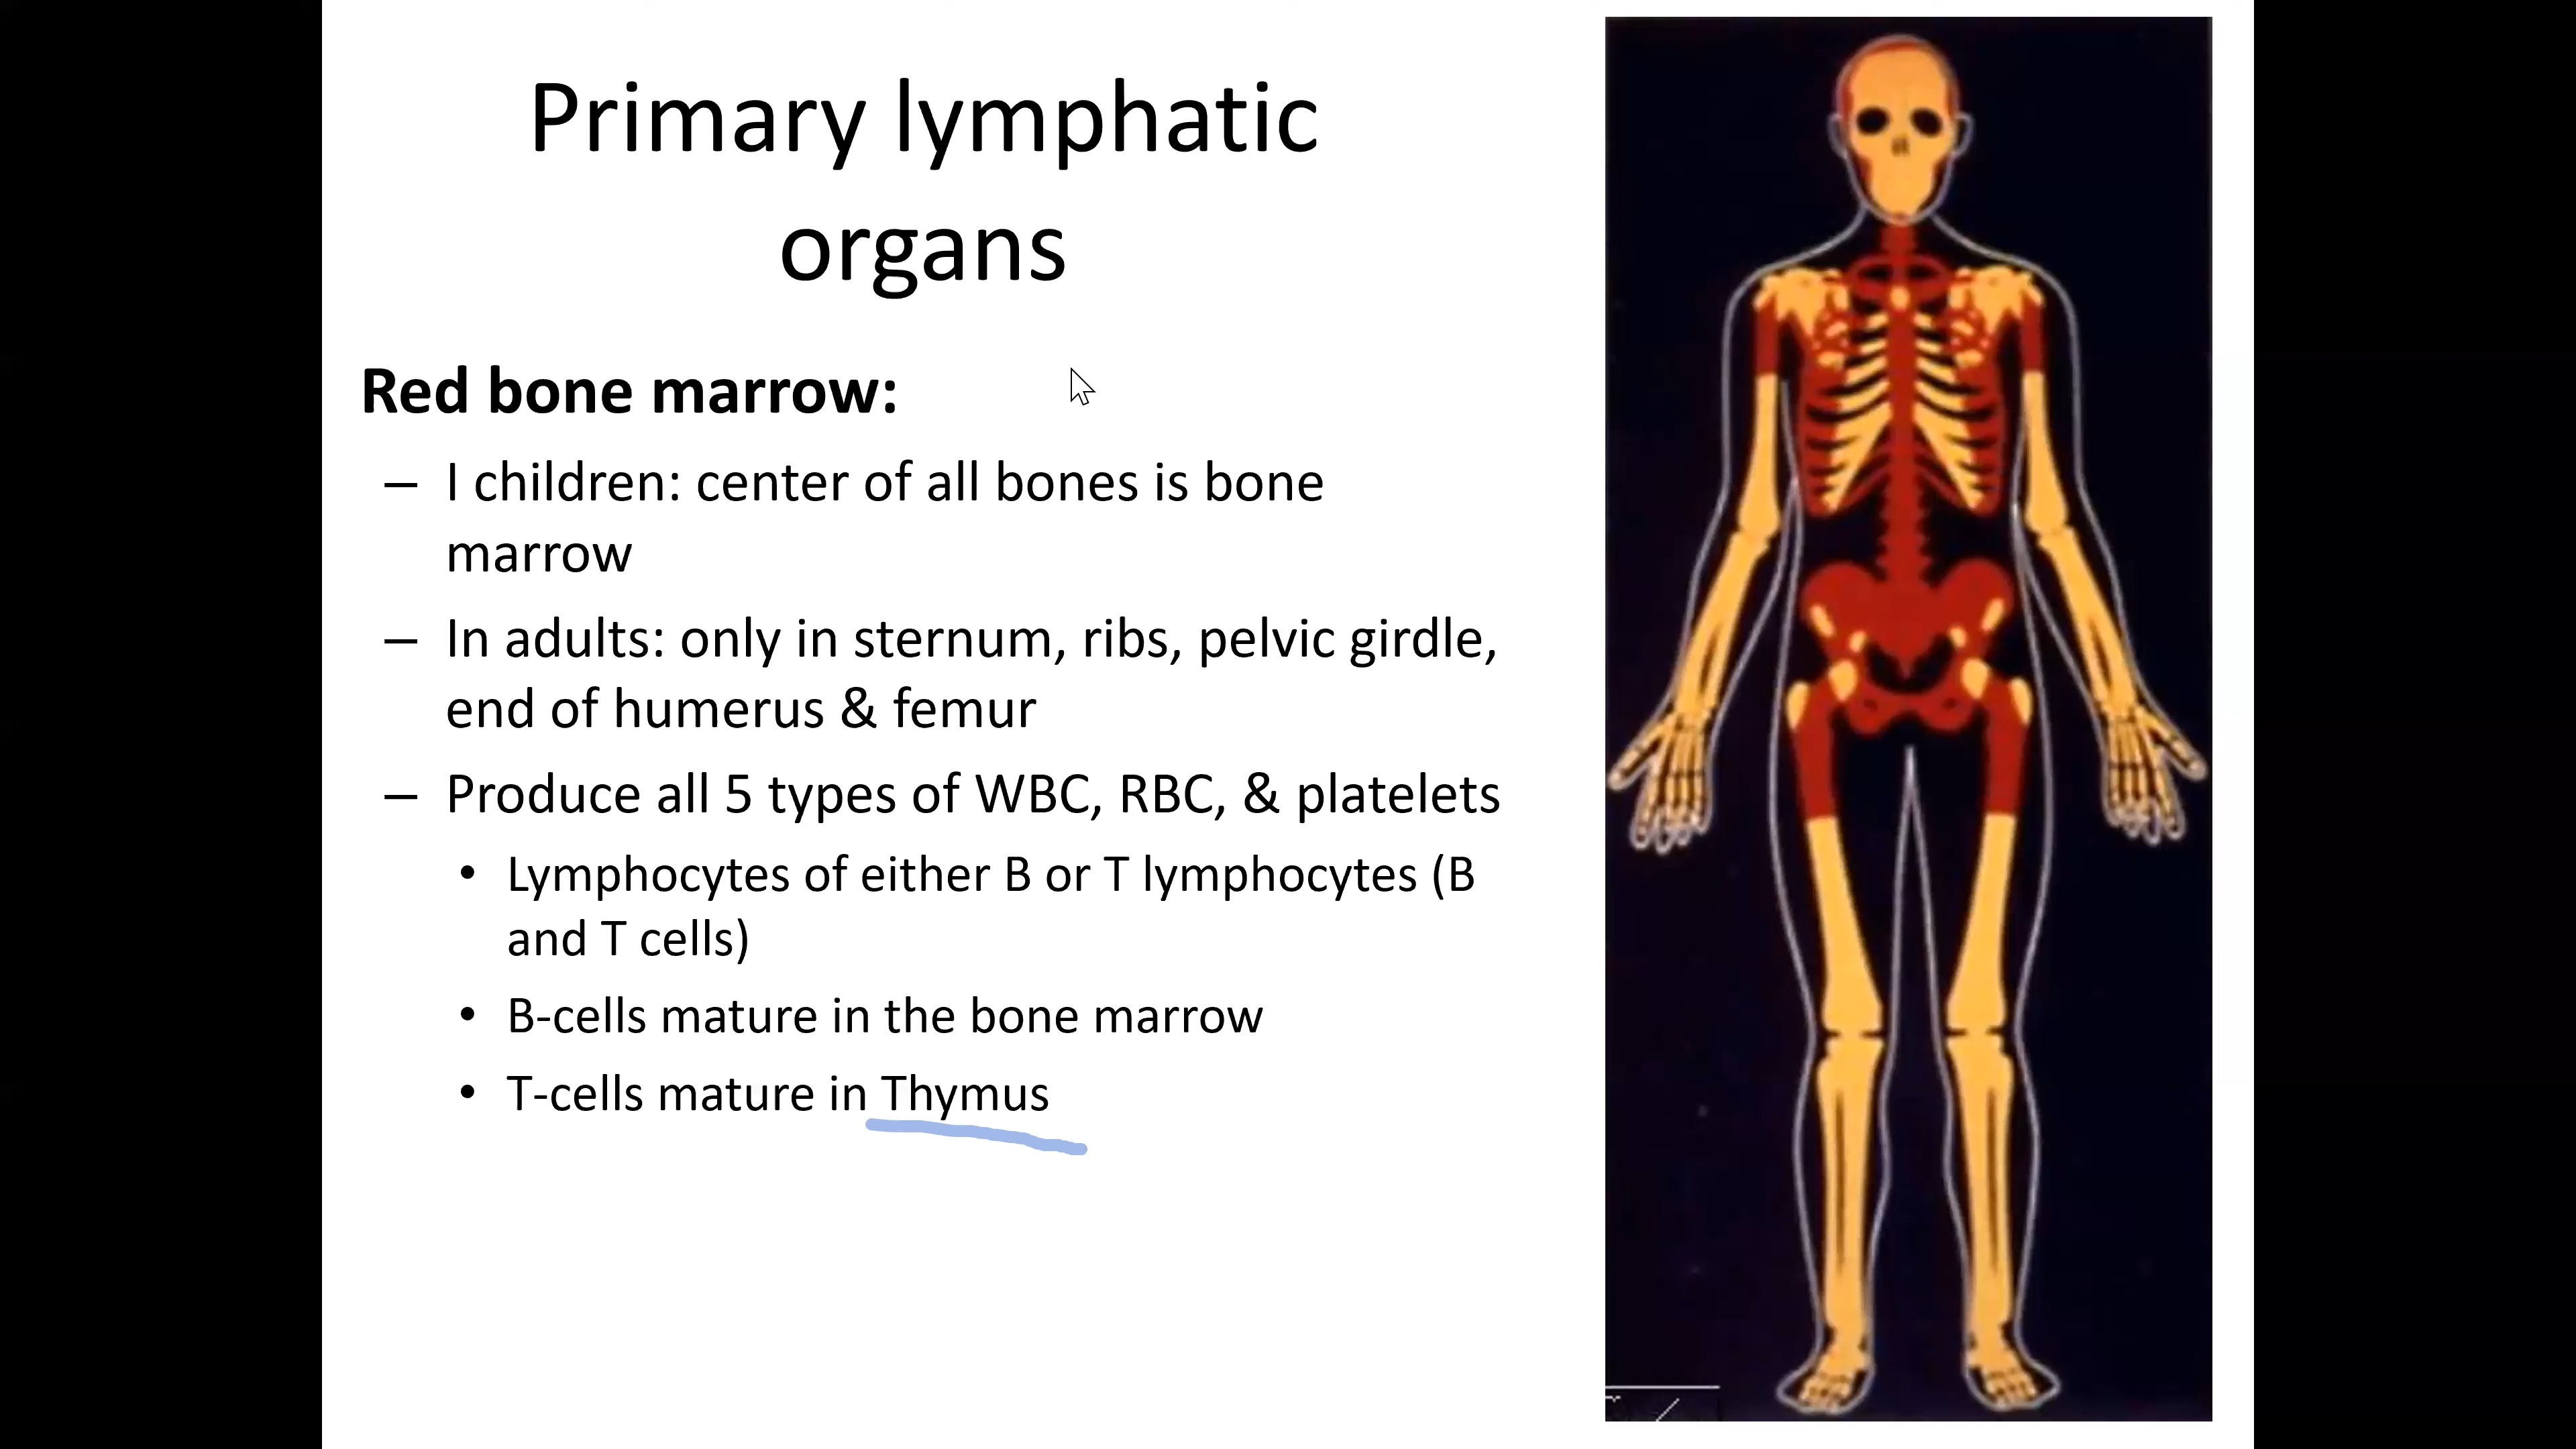 Primary lymphatic
organs
Red bone marrow:
– I children: center of all bones is bone
marrow
– In adults: only in sternum, ribs, pelvic girdle,
end of humerus & femur
– Produce all 5 types of WBC, RBC, & platelets
• Lymphocytes of either B or T lymphocytes (B
and T cells)
• B-cells mature in the bone marrow
• T-cells mature in Thymus